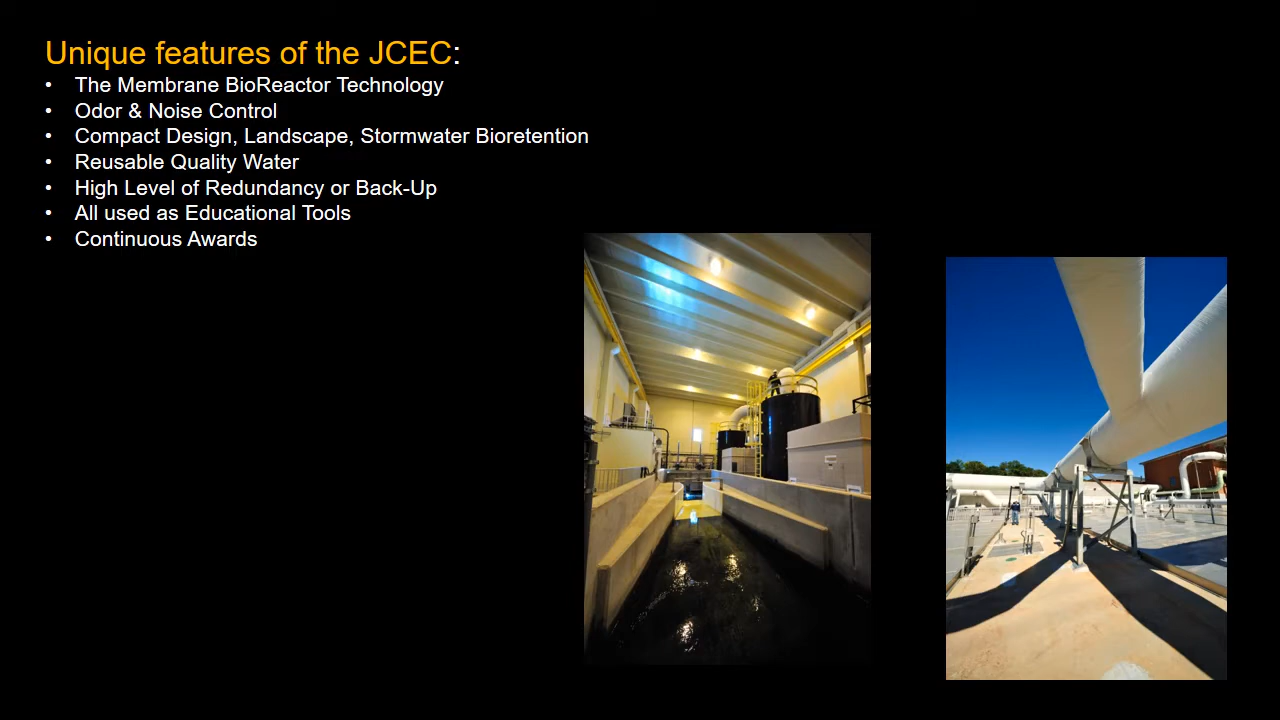 Unique features of the JCEC:
• The Membrane BioReactor Technology
• Odor & Noise Control
• Compact Design, Landscape, Stormwater Bioretention
• Reusable Quality Water
• High Level of Redundancy or Back-Up
• All used as Educational Tools
• Continuous Awards